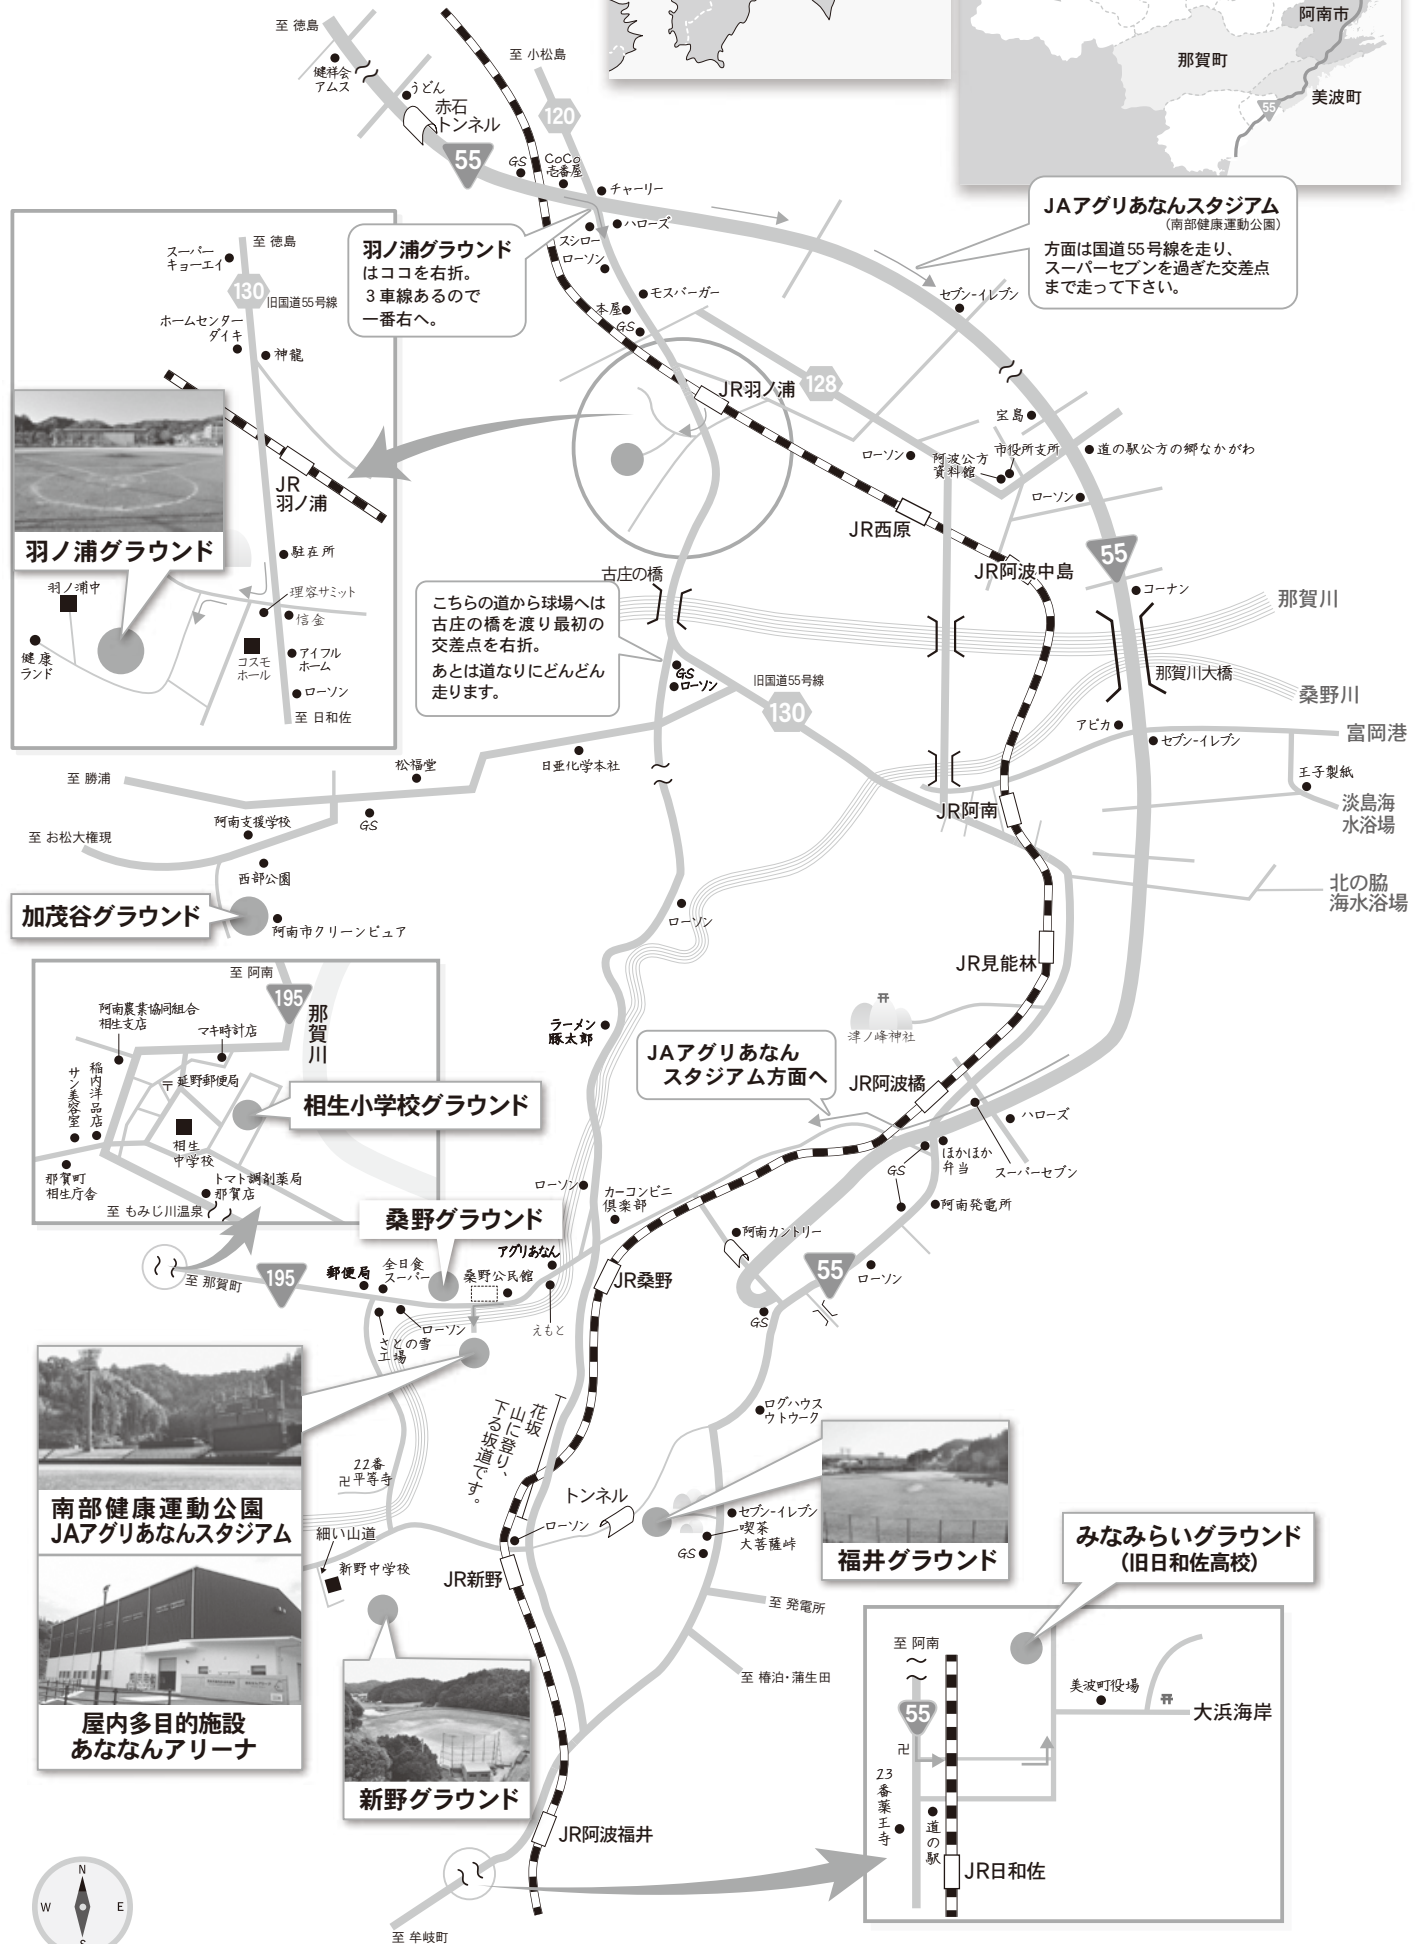 至 徳島
健祥会
アムス
うどん
赤石
トンネル
至 小松島
120
55
GS
CoCo
壱番屋
チャーリー
ハローズ
スシロー
ローソン
モスバーガー
本屋
GS
阿南市
那賀町
美波町
55
JAアグリあなんスタジアム
(南部健康運動公園)
方面は国道55号線を走り、
スーパーセブンを過ぎた交差点
まで走って下さい。
羽ノ浦グラウンド
はココを右折。
3車線あるので
一番右へ。
セブン-イレブン
スーパー
キョーエイ
至 徳島
130
旧国道55号線
ホームセンター
ダイキ
神龍
JR
羽ノ浦
羽ノ浦グラウンド
駐在所
理容サミット
信金
羽ノ浦中
健康
ランド
コスモ
ホール
アイフル
ホーム
ローソン
至 日和佐
JR羽ノ浦
128
宝島
ローソン
阿波公方
資料館
市役所支所
道の駅公方の郷なかがわ
ローソン
JR西原
JR阿波中島
55
コーナン
那賀川
那賀川大橋
桑野川
古庄の橋
こちらの道から球場へは
古庄の橋を渡り最初の
交差点を右折。
あとは道なりにどんどん
走ります。
GS
ローソン
旧国道55号線
130
アピカ
セブン-イレブン
富岡港
王子製紙
淡島海
水浴場
日亜化学本社
松福堂
至 勝浦
GS
阿南支援学校
至 お松大権現
西部公園
加茂谷グラウンド
阿南市クリーンピュア
JR阿南
北の脇
海水浴場
ローソン
JR見能林
津ノ峰神社
至 阿南
195
那賀川
阿南農業協同組合
相生支店
マキ時計店
サン美容室
稲内洋品店
〒延野郵便局
相生小学校グラウンド
相生
中学校
那賀町
相生庁舎
トマト調剤薬局
那賀店
至 もみじ川温泉
ラーメン
豚太郎
JAアグリあなん
スタジアム方面へ
JR阿波橘
ハローズ
スーパーセブン
ほかほか
弁当
GS
阿南発電所
ローソン
カーコンビニ
倶楽部
阿南カントリー
55
ローソン
GS
桑野グラウンド
至 那賀町
195
郵便局
全日食
スーパー
桑野公民館
アグリあなん
えもと
ローソン
さとの雪
工場
JR桑野
南部健康運動公園
JAアグリあなんスタジアム
屋内多目的施設
あななんアリーナ
花坂
山に登り、
下る坂道です。
22番
卍平等寺
細い山道
新野中学校
ログハウス
ウトワーク
トンネル
ローソン
JR新野
セブン-イレブン
喫茶
大菩薩峠
GS
福井グラウンド
至 発電所
至 椿泊・蒲生田
新野グラウンド
みなみらいグラウンド
(旧日和佐高校)
至 阿南
55
卍
23番薬王寺
道の駅
美波町役場
大浜海岸
JR日和佐
JR阿波福井
至 牟岐町
N
W
E
S